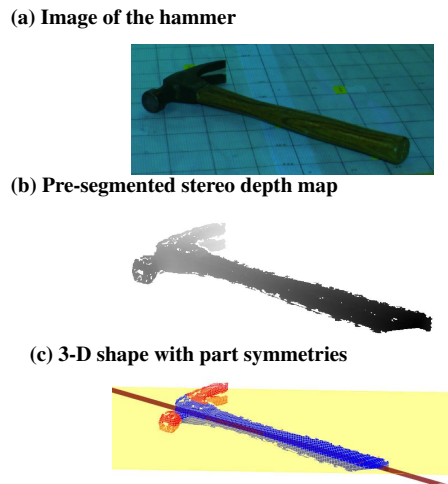 (a) Image of the hammer
(b) Pre-segmented stereo depth map
(c) 3-D shape with part symmetries